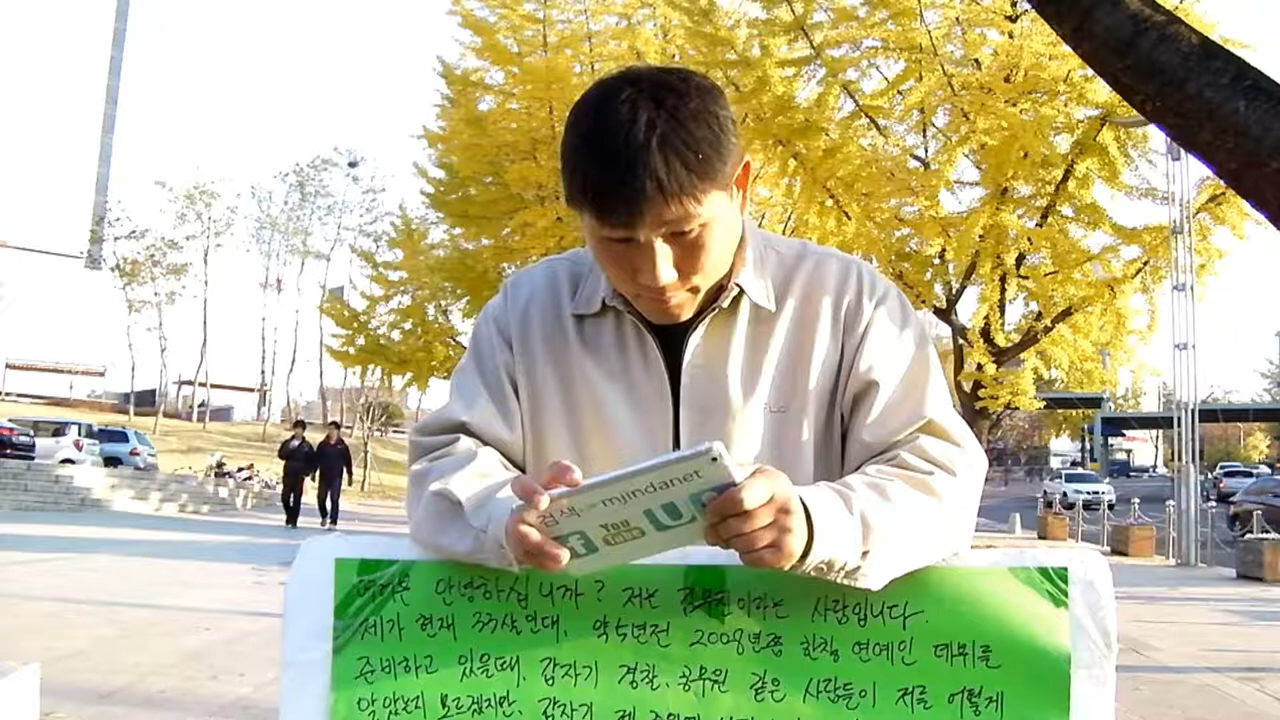 검색 mjindanet
f You Tube U
여러분 안녕하십니까? 저는 김무진이라는 사람입니다.
제가 현재 33살인데, 약 5년전 2008년쯤 한창 연예인 데뷔를
준비하고 있을때, 갑자기 경찰, 공무원 같은 사람들이 저를 어떻게
알았는지 모르겠지만, 갑자기 제